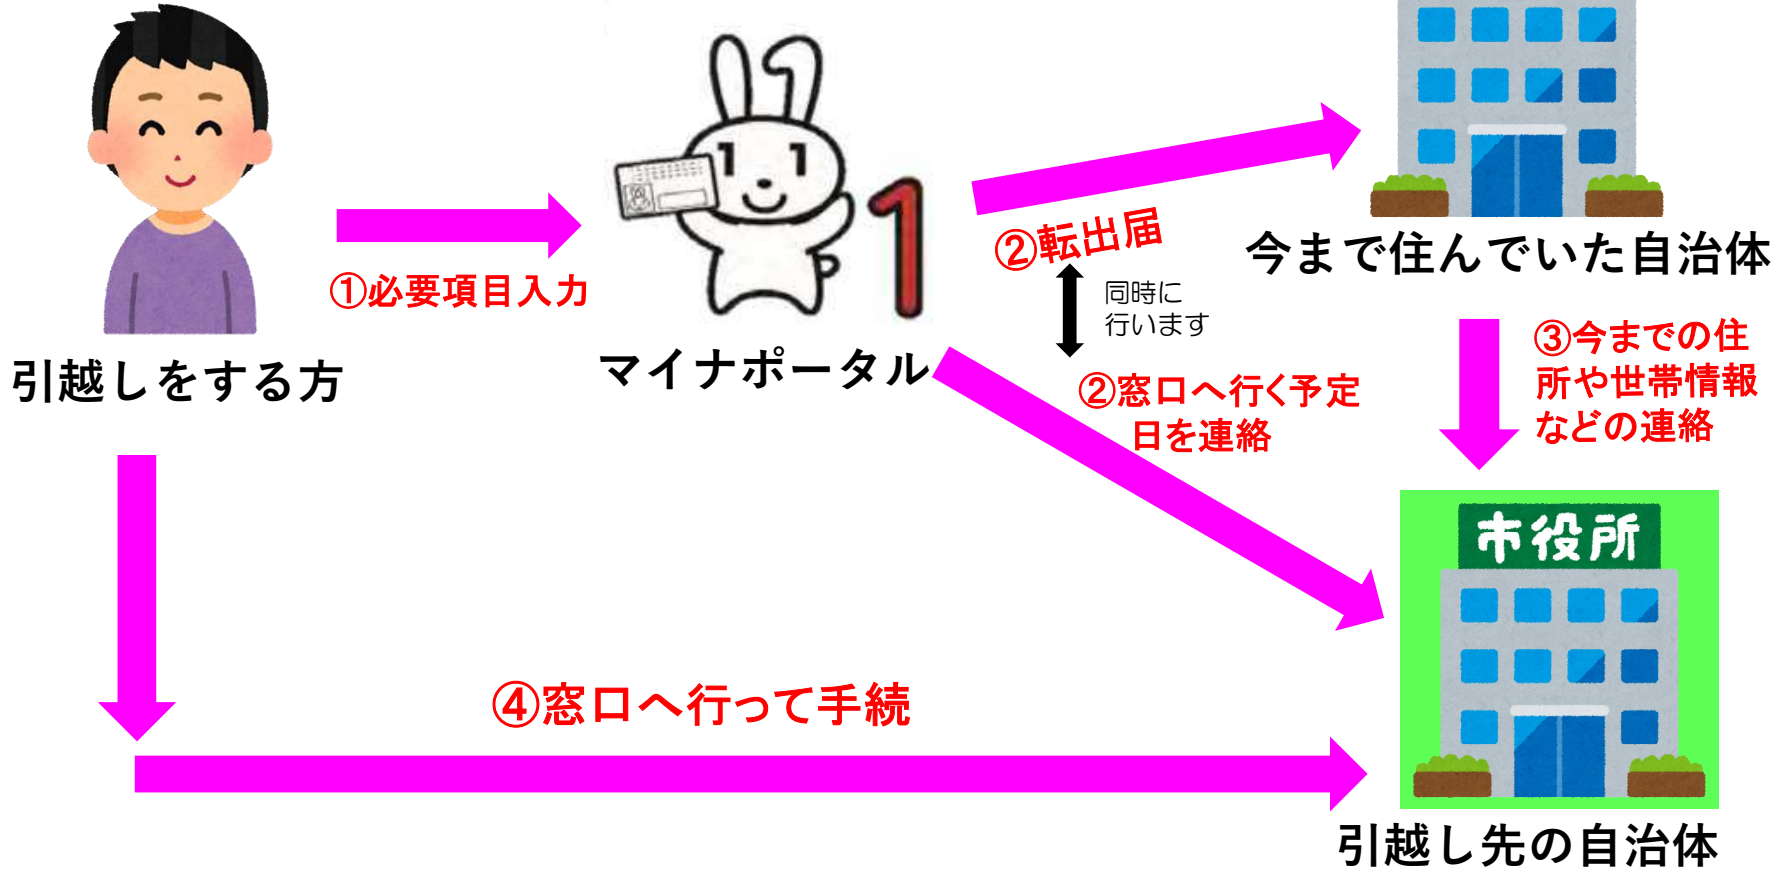 引越しをする方
①必要項目入力
マイナポータル
1
②転出届
同時に
行います
②窓口へ行く予定
日を連絡
今まで住んでいた自治体
③今までの住
所や世帯情報
などの連絡
④窓口へ行って手続
市役所
引越し先の自治体